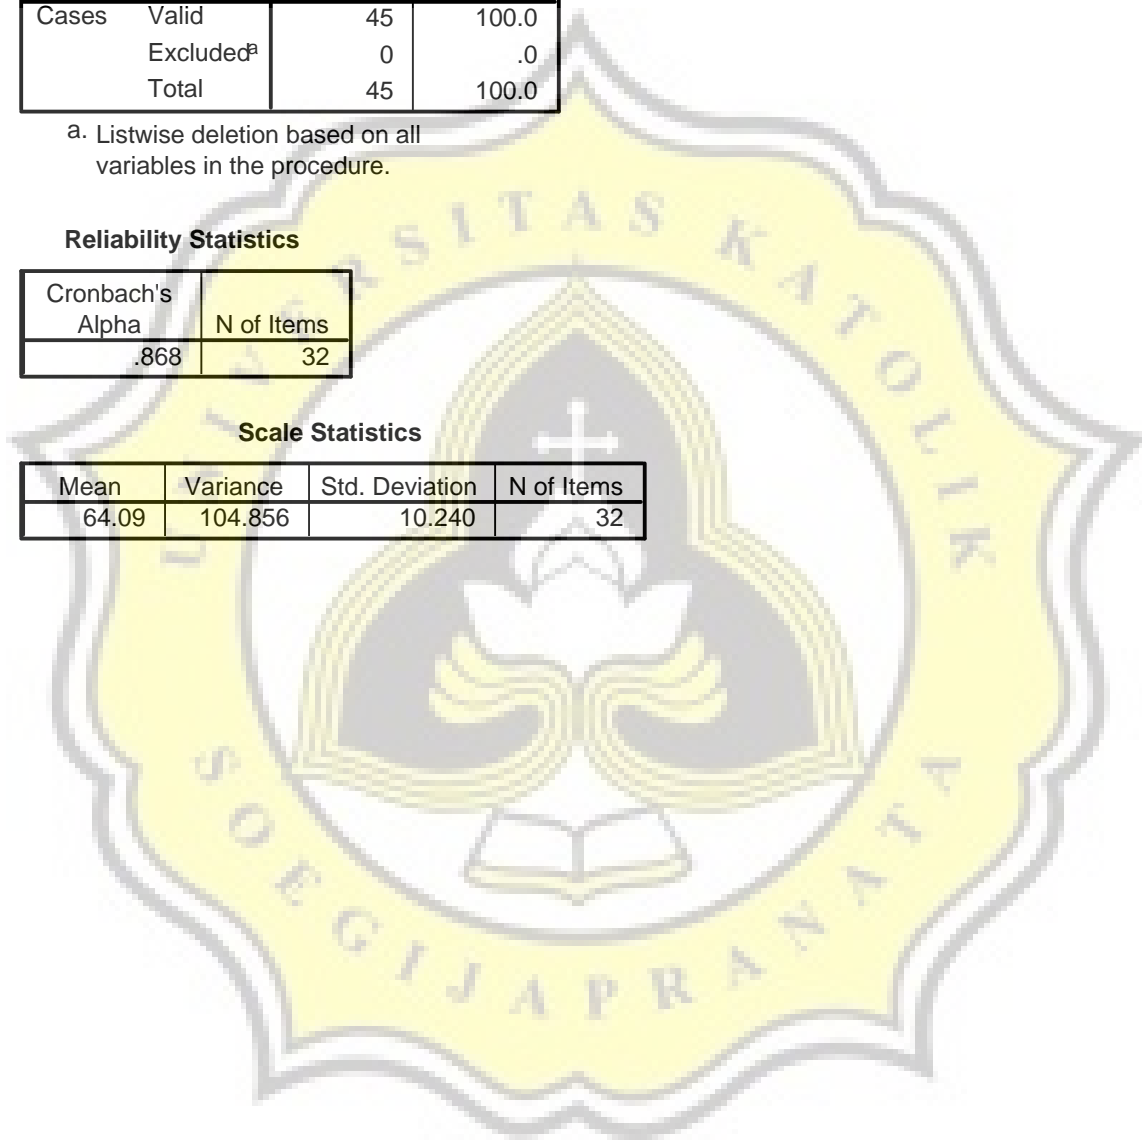 Cases Valid 45 100.0
Excludedª 0 .0
Total 45 100.0
a. Listwise deletion based on all
variables in the procedure.
Reliability Statistics
Cronbach's
Alpha N of Items
.868 32
Scale Statistics
Mean Variance Std. Deviation N of Items
64.09 104.856 10.240 32
UNIVERSITAS KATOLIK
SOEGIJAPRANATA